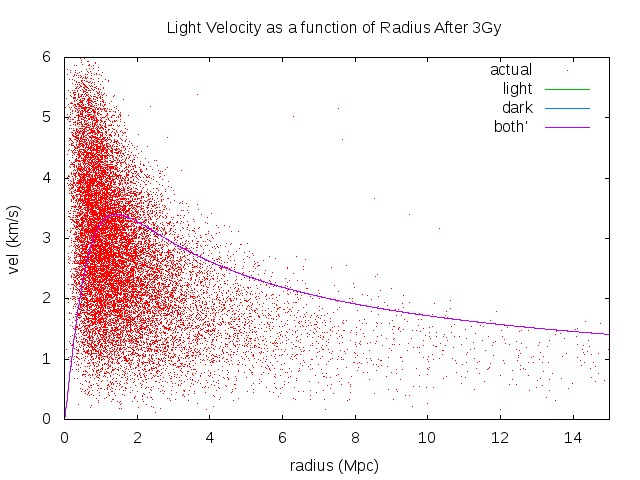 Light Velocity as a function of Radius After 3Gy
actual
light
dark
both'
6
5
4
3
2
1
0
vel (km/s)
0 2 4 6 8 10 12 14
radius (Mpc)